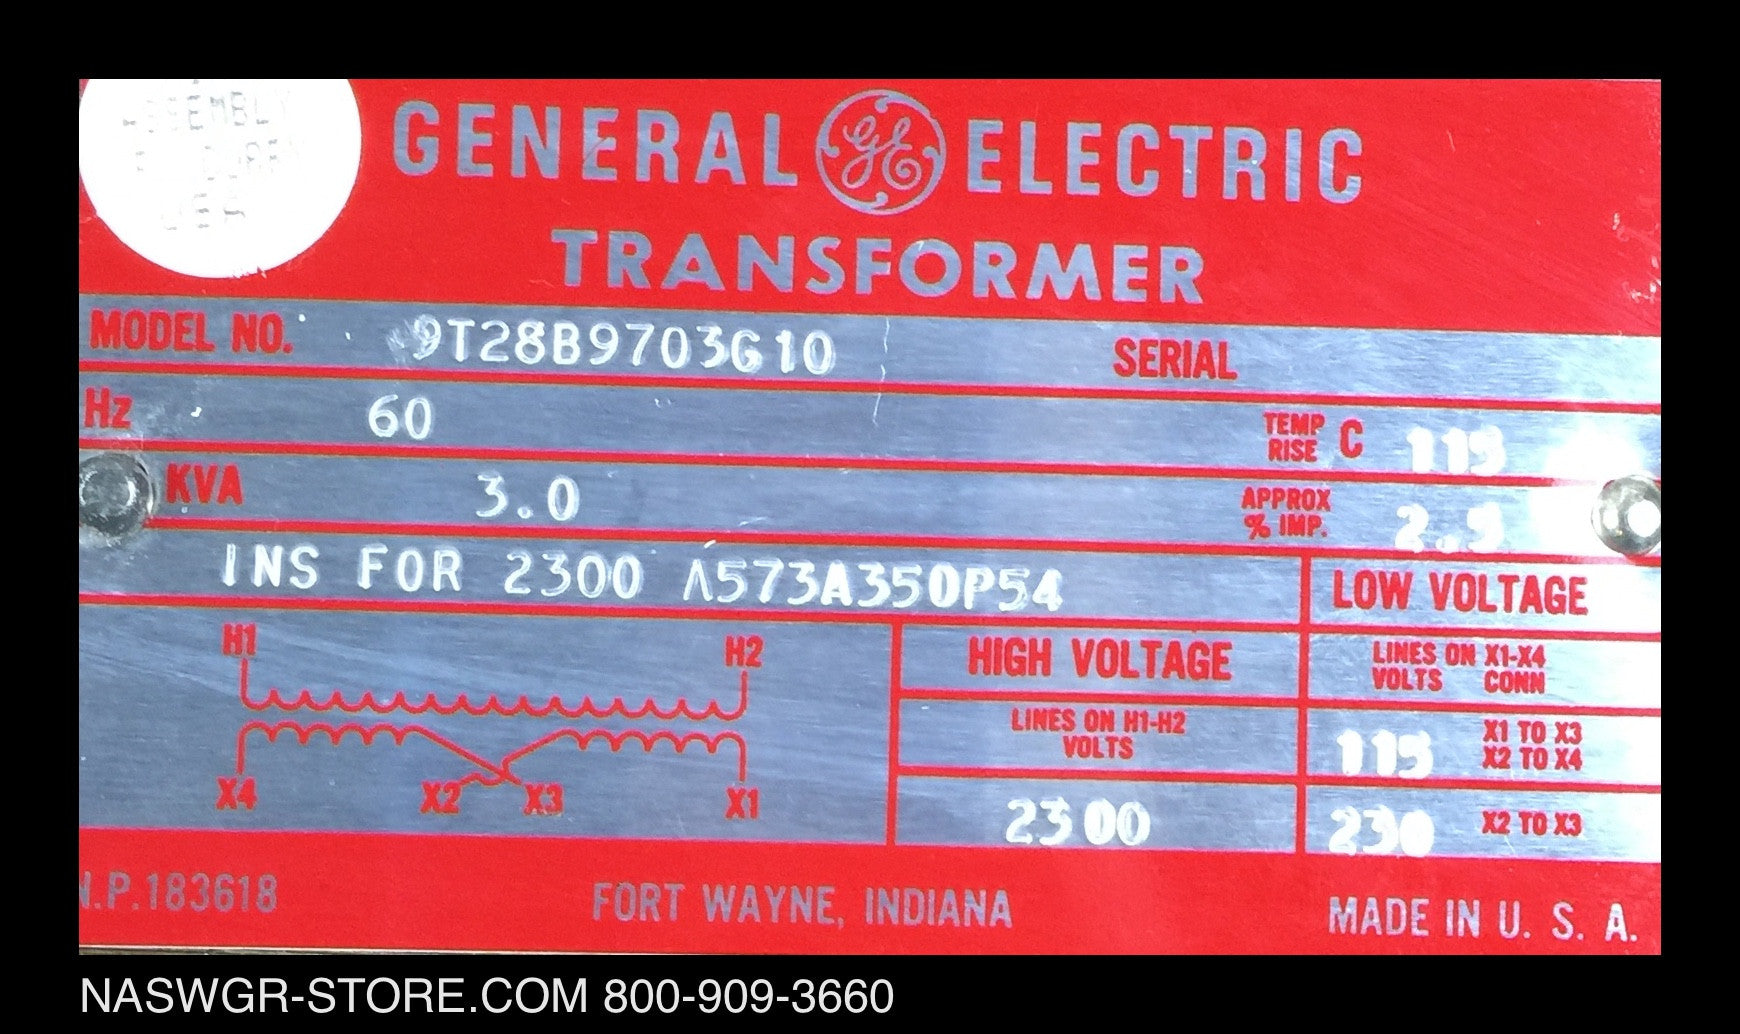 ASSEMBLY
USA
GENERAL GE ELECTRIC
TRANSFORMER
MODEL NO. 9T28B9703G10 SERIAL
Hz 60 TEMP RISE C 115
KVA 3.0 APPROX % IMP. 2.5
INS FOR 2300 A573A350P54
LOW VOLTAGE
H1 H2
HIGH VOLTAGE
LINES ON X1-X4
VOLTS CONN
LINES ON H1-H2
VOLTS
115 X1 TO X3
X2 TO X4
X4 X2 X3 X1
2300
230 X2 TO X3
N.P.183618 FORT WAYNE, INDIANA MADE IN U. S. A.
NASWGR-STORE.COM 800-909-3660